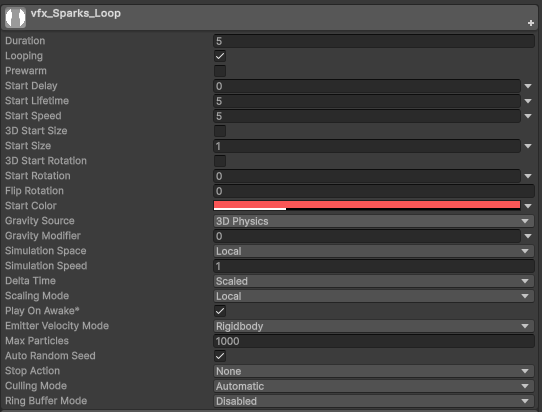 vfx_Sparks_Loop
Duration 5
Looping
Prewarm
Start Delay 0
Start Lifetime 5
Start Speed 5
3D Start Size
Start Size 1
3D Start Rotation
Start Rotation 0
Flip Rotation 0
Start Color
Gravity Source 3D Physics
Gravity Modifier 0
Simulation Space Local
Simulation Speed 1
Delta Time Scaled
Scaling Mode Local
Play On Awake*
Emitter Velocity Mode Rigidbody
Max Particles 1000
Auto Random Seed
Stop Action None
Culling Mode Automatic
Ring Buffer Mode Disabled